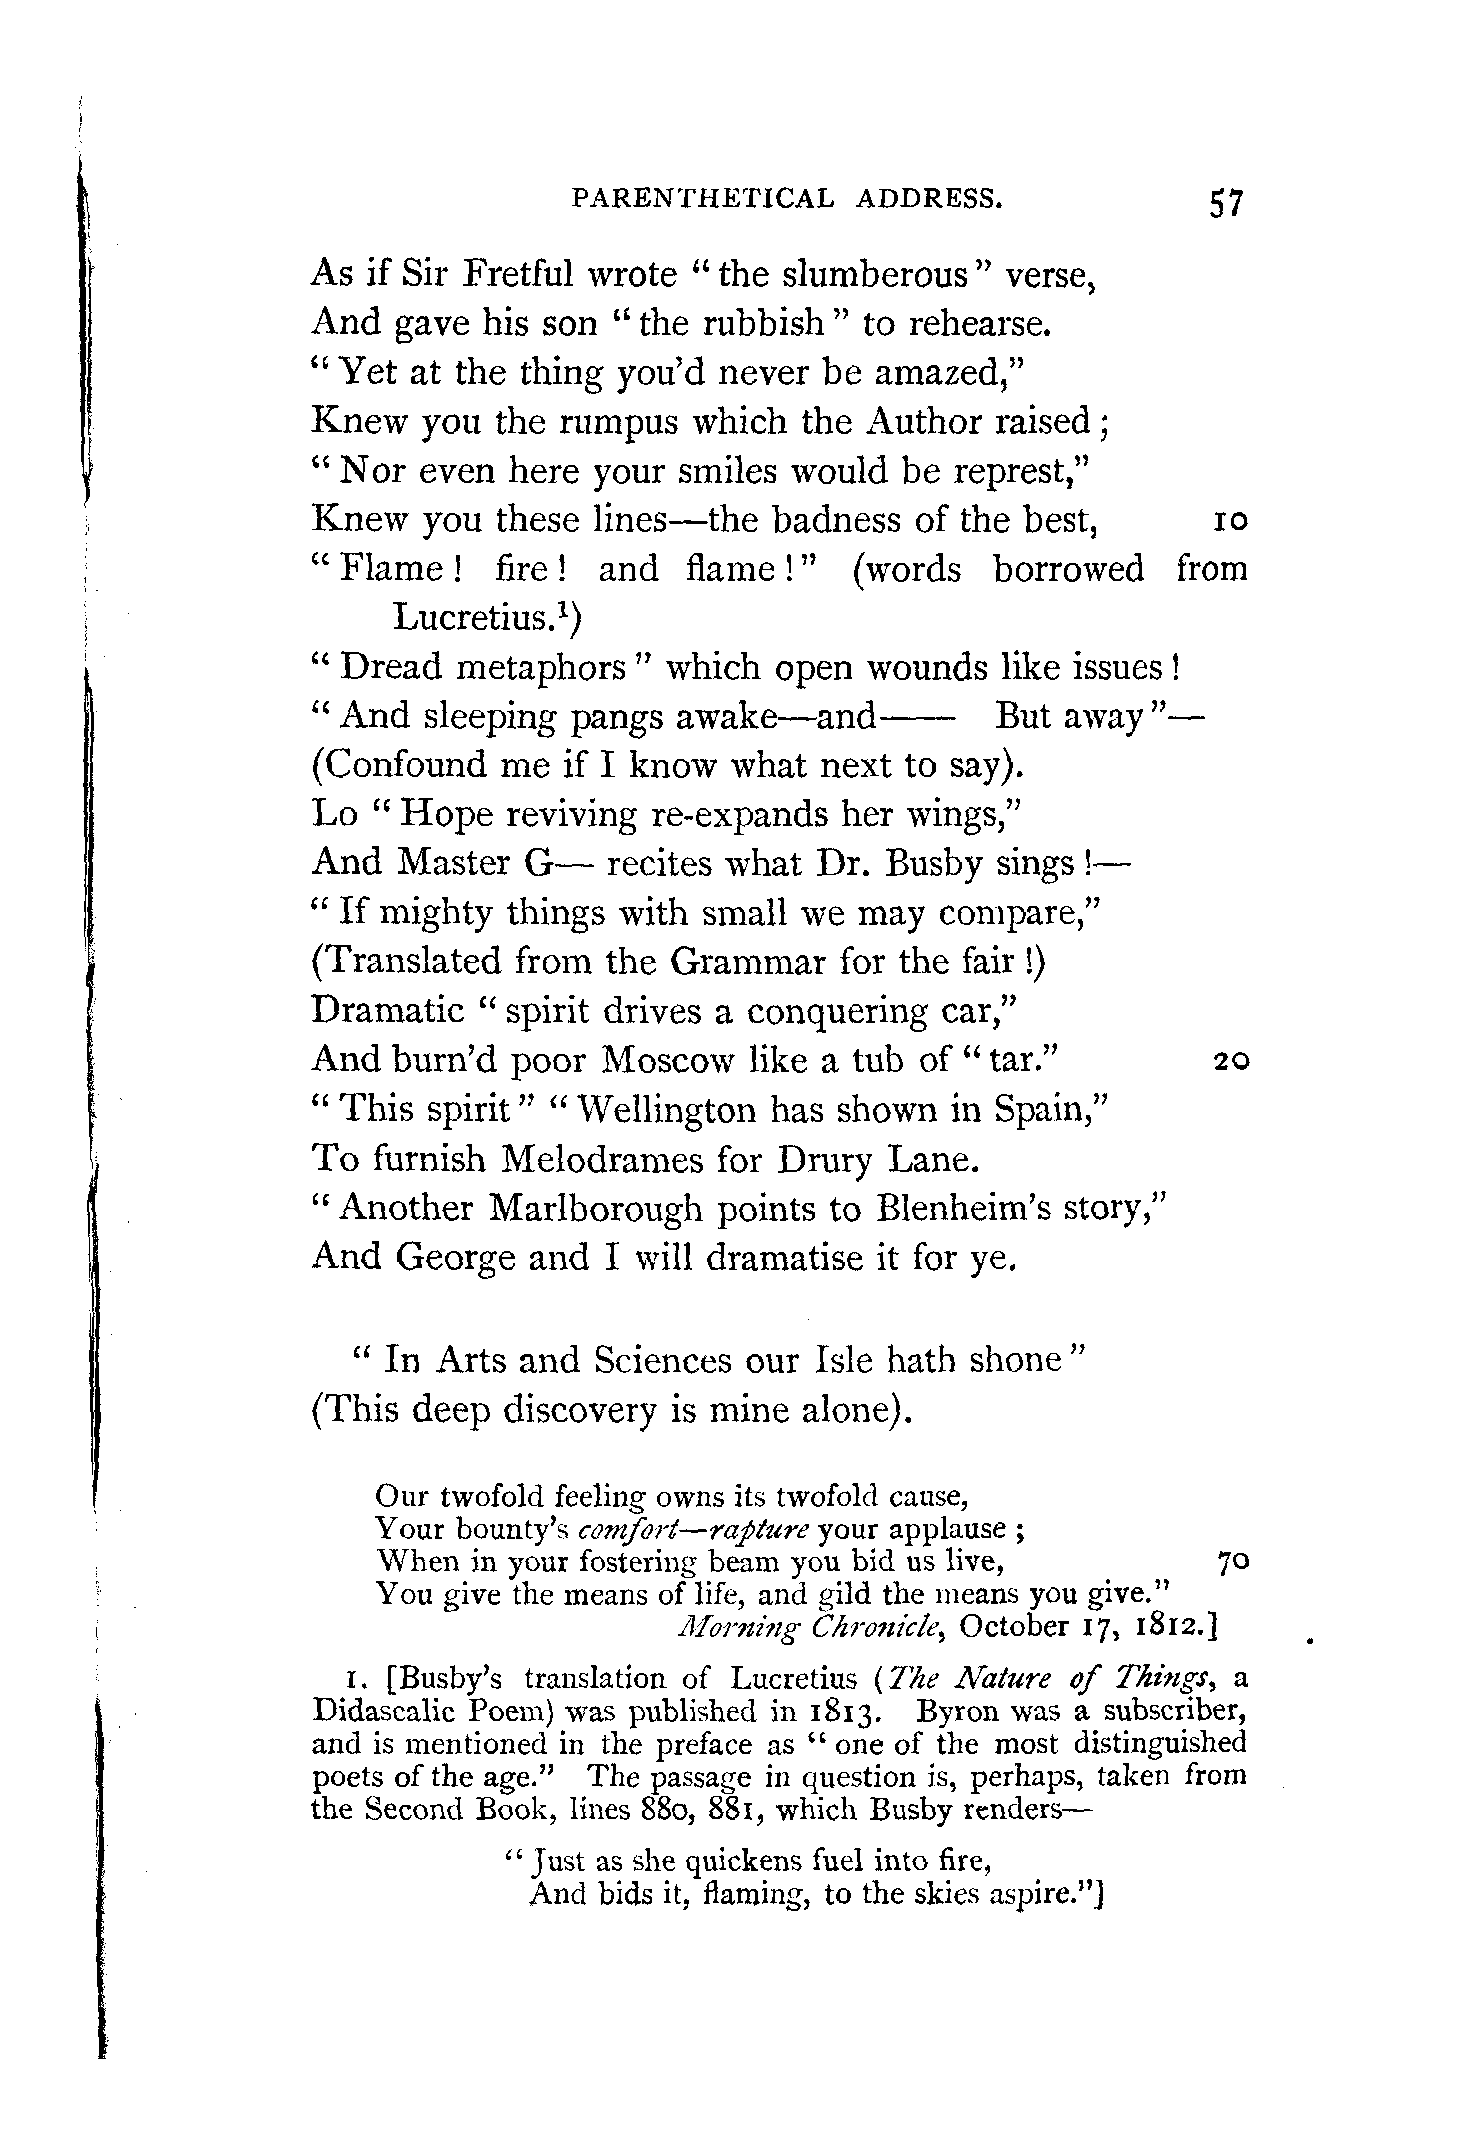 PARENTHETICAL ADDRESS. 57
As if Sir Fretful wrote “ the slumberous ” verse,
And gave his son “ the rubbish ” to rehearse.
“ Yet at the thing you’d never be amazed,”
Knew you the rumpus which the Author raised ;
“ Nor even here your smiles would be represt,”
Knew you these lines—the badness of the best, 10
“ Flame ! fire ! and flame ! ” (words borrowed from
Lucretius.¹)
“ Dread metaphors ” which open wounds like issues !
“ And sleeping pangs awake—and—— But away ”—
(Confound me if I know what next to say).
Lo “ Hope reviving re-expands her wings,”
And Master G— recites what Dr. Busby sings !—
“ If mighty things with small we may compare,”
(Translated from the Grammar for the fair !)
Dramatic “ spirit drives a conquering car,”
And burn’d poor Moscow like a tub of “ tar.” 20
“ This spirit ” “ Wellington has shown in Spain,”
To furnish Melodrames for Drury Lane.
“ Another Marlborough points to Blenheim’s story,”
And George and I will dramatise it for ye.
“ In Arts and Sciences our Isle hath shone ”
(This deep discovery is mine alone).
Our twofold feeling owns its twofold cause,
Your bounty’s comfort—rapture your applause ;
When in your fostering beam you bid us live, 70
You give the means of life, and gild the means you give.”
Morning Chronicle, October 17, 1812.]
1. [Busby’s translation of Lucretius (The Nature of Things, a
Didascalic Poem) was published in 1813. Byron was a subscriber,
and is mentioned in the preface as “ one of the most distinguished
poets of the age.” The passage in question is, perhaps, taken from
the Second Book, lines 880, 881, which Busby renders—
“ Just as she quickens fuel into fire,
And bids it, flaming, to the skies aspire.”]